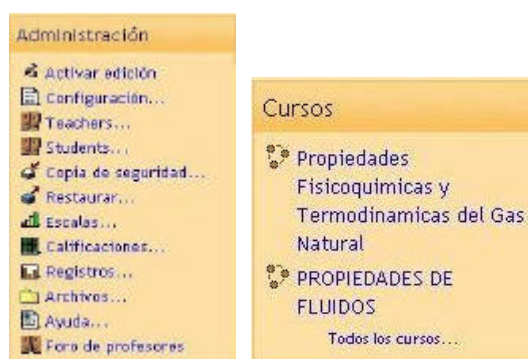 Administración
Activar edición
Configuración...
Teachers...
Students...
Copia de seguridad...
Restaurar...
Escalas...
Calificaciones...
Registros...
Archivos...
Ayuda...
Foro de profesores
Cursos
Propiedades
Fisicoquimicas y
Termodinamicas del Gas
Natural
PROPIEDADES DE
FLUIDOS
Todos los cursos...